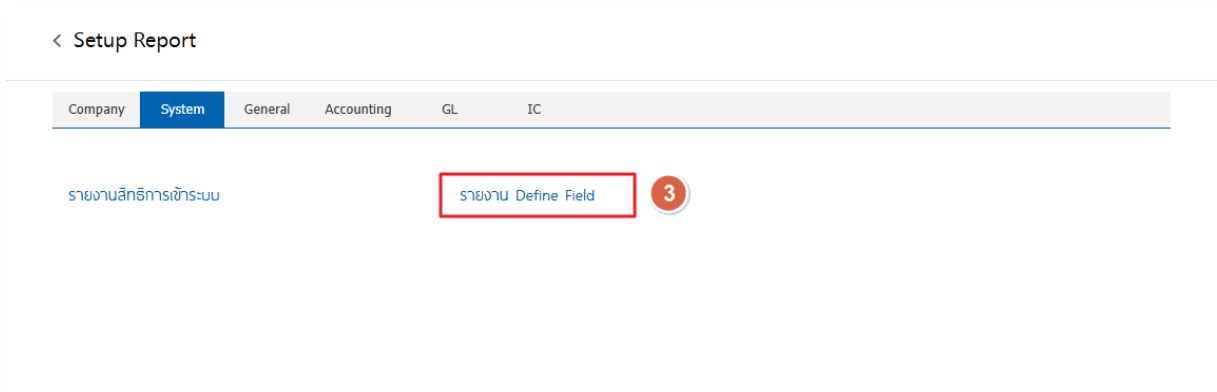 < Setup Report
Company System General Accounting GL IC
รายงานสิทธิการเข้าระบบ รายงาน Define Field 3